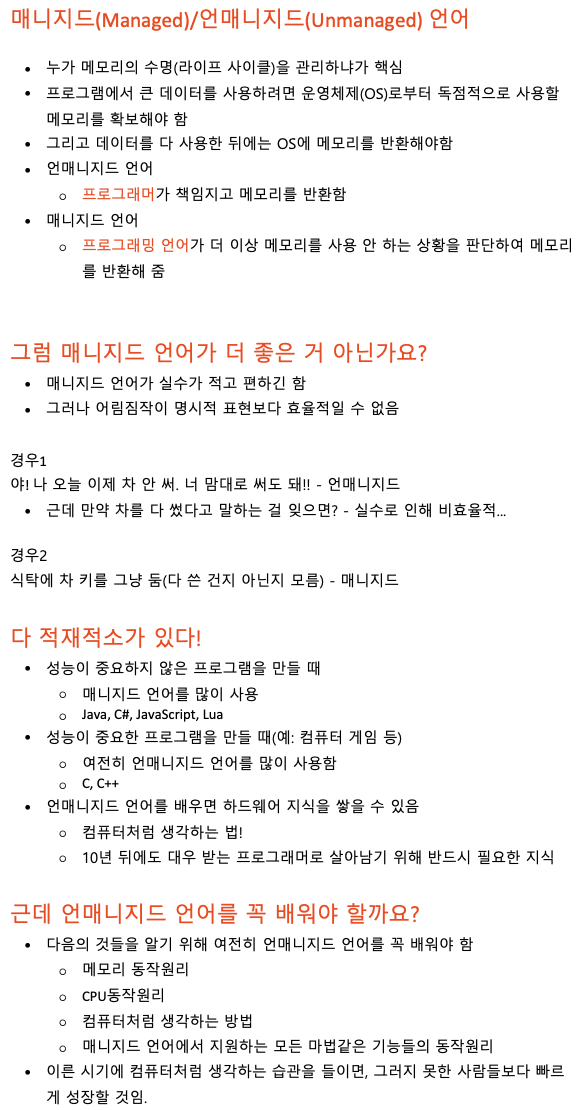 매니지드(Managed)/언매니지드(Unmanaged) 언어
• 누가 메모리의 수명(라이프 사이클)을 관리하냐가 핵심
• 프로그램에서 큰 데이터를 사용하려면 운영체제(OS)로부터 독점적으로 사용할
메모리를 확보해야 함
• 그리고 데이터를 다 사용한 뒤에는 OS에 메모리를 반환해야함
• 언매니지드 언어
○ 프로그래머가 책임지고 메모리를 반환함
• 매니지드 언어
○ 프로그래밍 언어가 더 이상 메모리를 사용 안 하는 상황을 판단하여 메모리
를 반환해 줌
그럼 매니지드 언어가 더 좋은 거 아닌가요?
• 매니지드 언어가 실수가 적고 편하긴 함
• 그러나 어림짐작이 명시적 표현보다 효율적일 수 없음
경우1
야! 나 오늘 이제 차 안 써. 너 맘대로 써도 돼!! - 언매니지드
• 근데 만약 차를 다 썼다고 말하는 걸 잊으면? - 실수로 인해 비효율적...
경우2
식탁에 차 키를 그냥 둠(다 쓴 건지 아닌지 모름) - 매니지드
다 적재적소가 있다!
• 성능이 중요하지 않은 프로그램을 만들 때
○ 매니지드 언어를 많이 사용
○ Java, C#, JavaScript, Lua
• 성능이 중요한 프로그램을 만들 때(예: 컴퓨터 게임 등)
○ 여전히 언매니지드 언어를 많이 사용함
○ C, C++
• 언매니지드 언어를 배우면 하드웨어 지식을 쌓을 수 있음
○ 컴퓨터처럼 생각하는 법!
○ 10년 뒤에도 대우 받는 프로그래머로 살아남기 위해 반드시 필요한 지식
근데 언매니지드 언어를 꼭 배워야 할까요?
• 다음의 것들을 알기 위해 여전히 언매니지드 언어를 꼭 배워야 함
○ 메모리 동작원리
○ CPU동작원리
○ 컴퓨터처럼 생각하는 방법
○ 매니지드 언어에서 지원하는 모든 마법같은 기능들의 동작원리
• 이른 시기에 컴퓨터처럼 생각하는 습관을 들이면, 그러지 못한 사람들보다 빠르
게 성장할 것임.